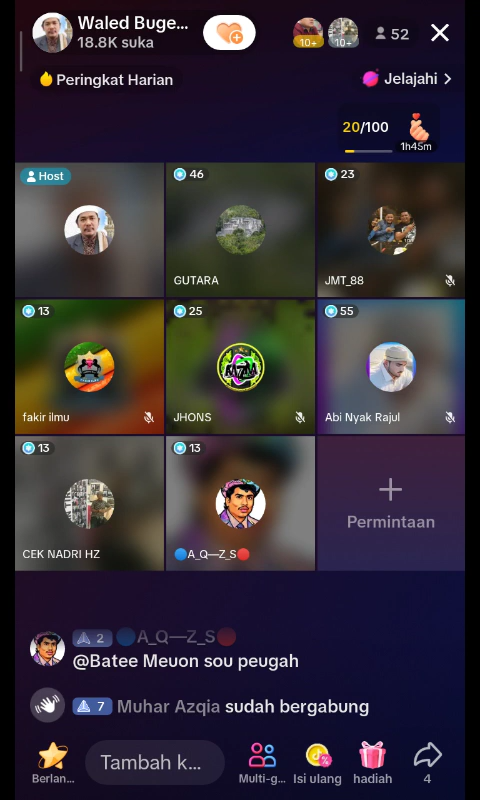 Waled Buge...
18.8K suka
10+
10+
52
Peringkat Harian
Jelajahi
20/100
1h45m
Host
46
GUTARA
23
JMT_88
13
fakir ilmu
25
JHONS
55
Abi Nyak Rajul
13
CEK NADRI HZ
13
🔵A_Q—Z_S🔴
Permintaan
2 🔵A_Q—Z_S🔴
@Batee Meuon sou peugah
7 Muhar Azqia sudah bergabung
Berlan...
Tambah k...
Multi-g...
Isi ulang
hadiah
4